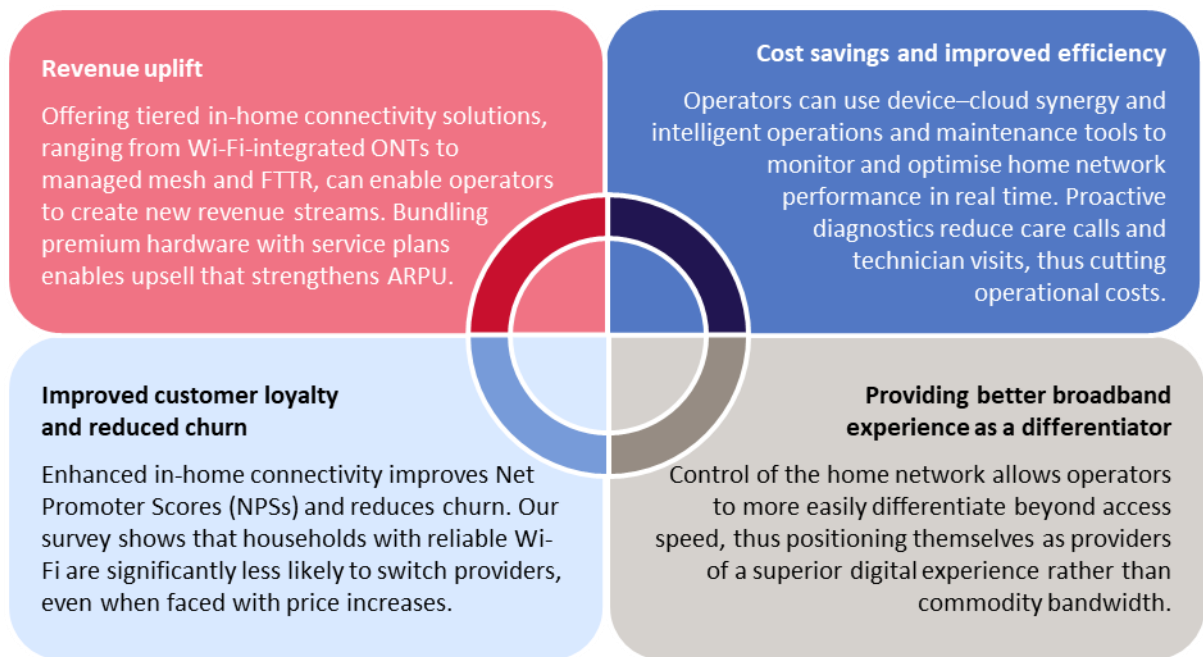 Revenue uplift
Offering tiered in-home connectivity solutions,
ranging from Wi-Fi-integrated ONTs to
managed mesh and FTTR, can enable operators
to create new revenue streams. Bundling
premium hardware with service plans
enables upsell that strengthens ARPU.
Cost savings and improved efficiency
Operators can use device–cloud synergy and
intelligent operations and maintenance tools to
monitor and optimise home network
performance in real time. Proactive
diagnostics reduce care calls and
technician visits, thus cutting
operational costs.
Improved customer loyalty
and reduced churn
Enhanced in-home connectivity improves Net
Promoter Scores (NPSs) and reduces churn. Our
survey shows that households with reliable Wi-
Fi are significantly less likely to switch providers,
even when faced with price increases.
Providing better broadband
experience as a differentiator
Control of the home network allows operators
to more easily differentiate beyond access
speed, thus positioning themselves as providers
of a superior digital experience rather than
commodity bandwidth.